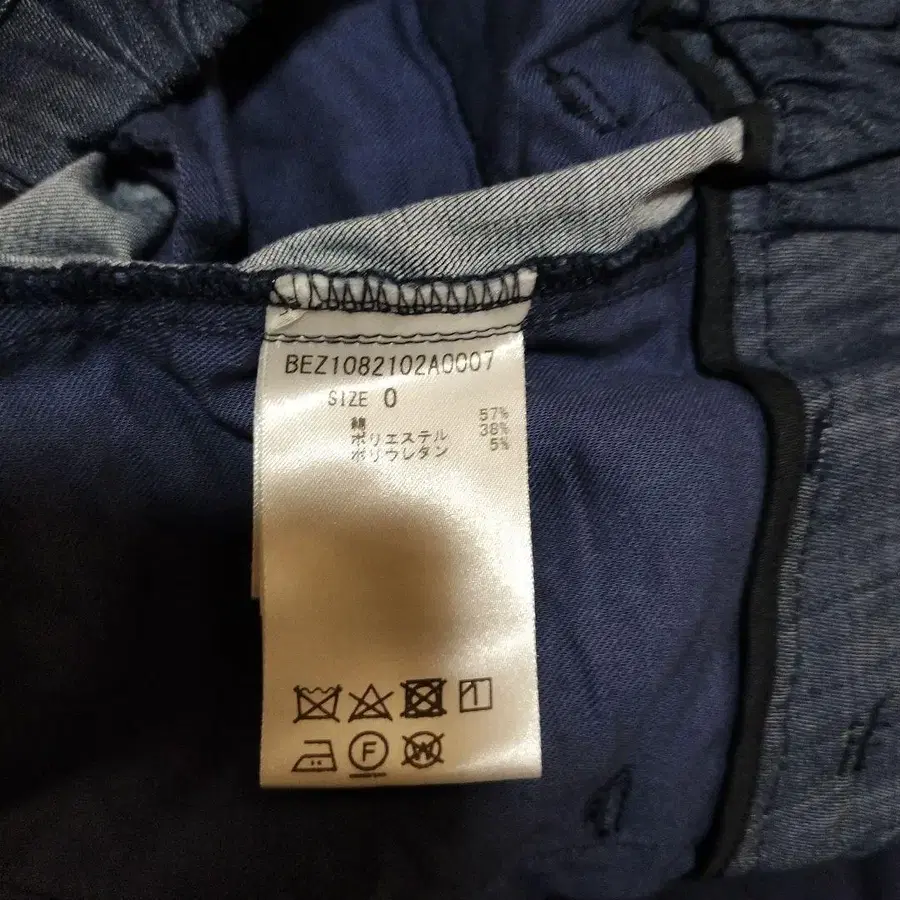 BEZ1082102A0007
SIZE 0
綿 57%
ポリエステル 38%
ポリウレタン 5%
F
W